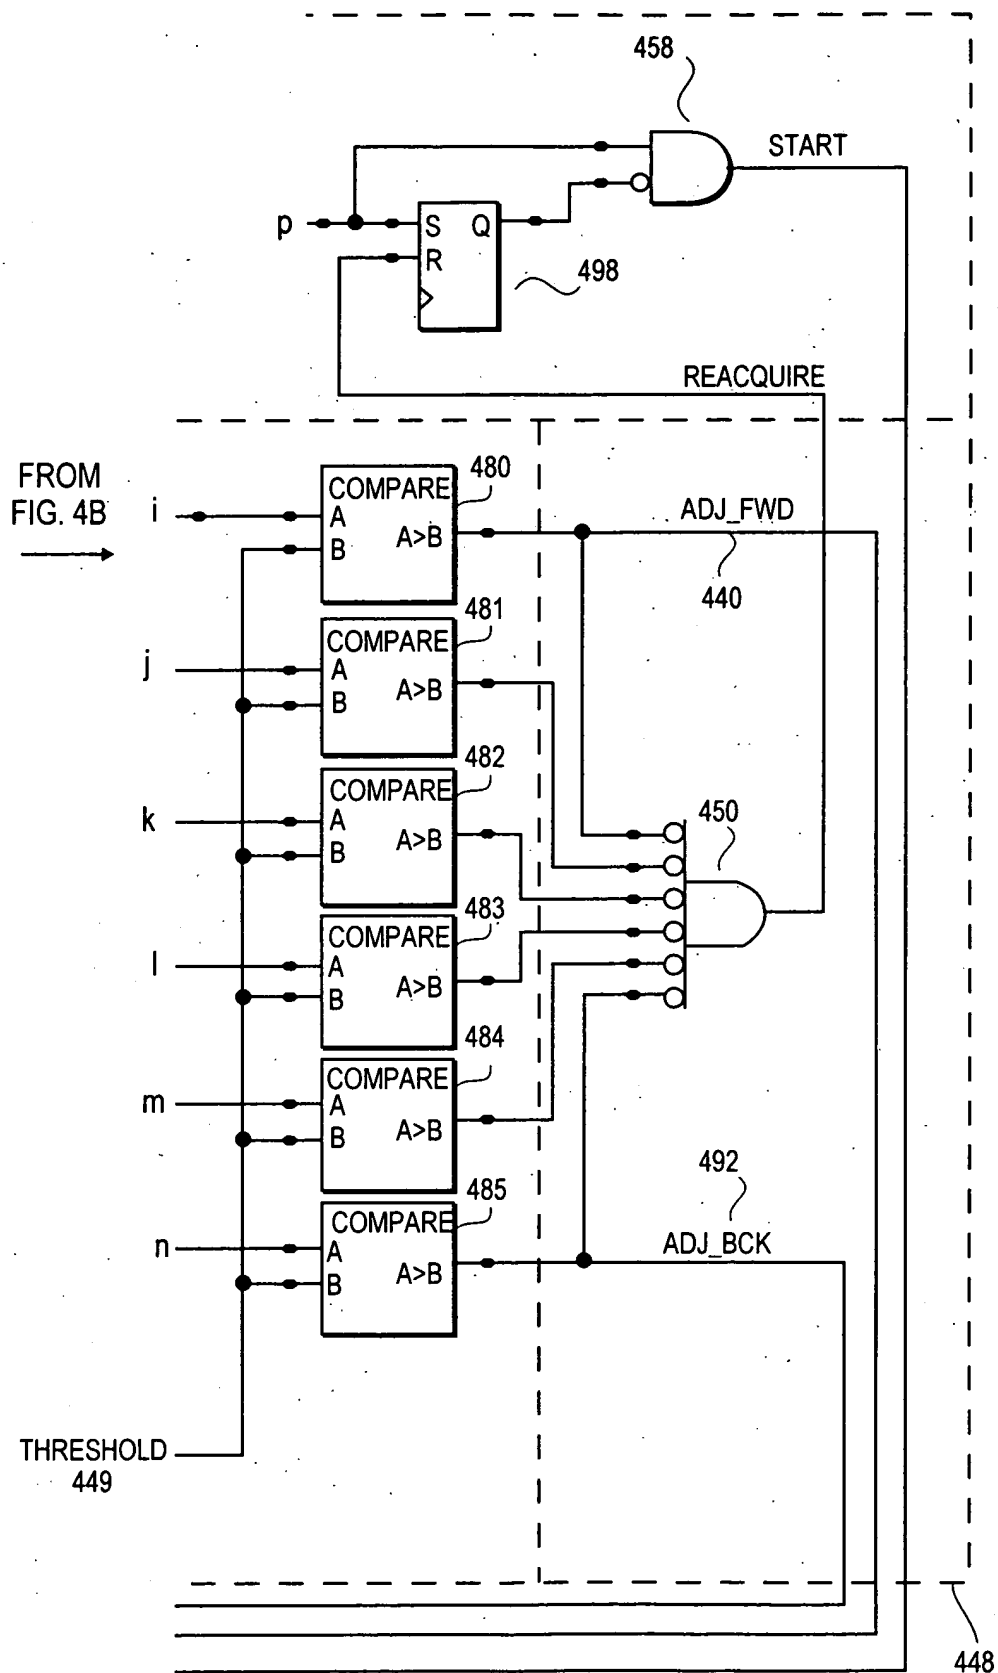 458
START
p
S Q
R
498
REACQUIRE
FROM
FIG. 4B
i
COMPARE
A
A>B
B
480
ADJ_FWD
440
j
COMPARE
A
A>B
B
481
k
COMPARE
A
A>B
B
482
450
l
COMPARE
A
A>B
B
483
m
COMPARE
A
A>B
B
484
n
COMPARE
A
A>B
B
485
492
ADJ_BCK
THRESHOLD
449
448